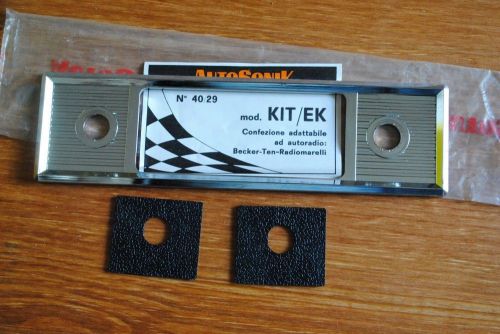 AUTOSONIK
N° 40/29
mod. KIT/EK
Confezione adattabile
ad autoradio:
Becker-Ten-Radiomarelli